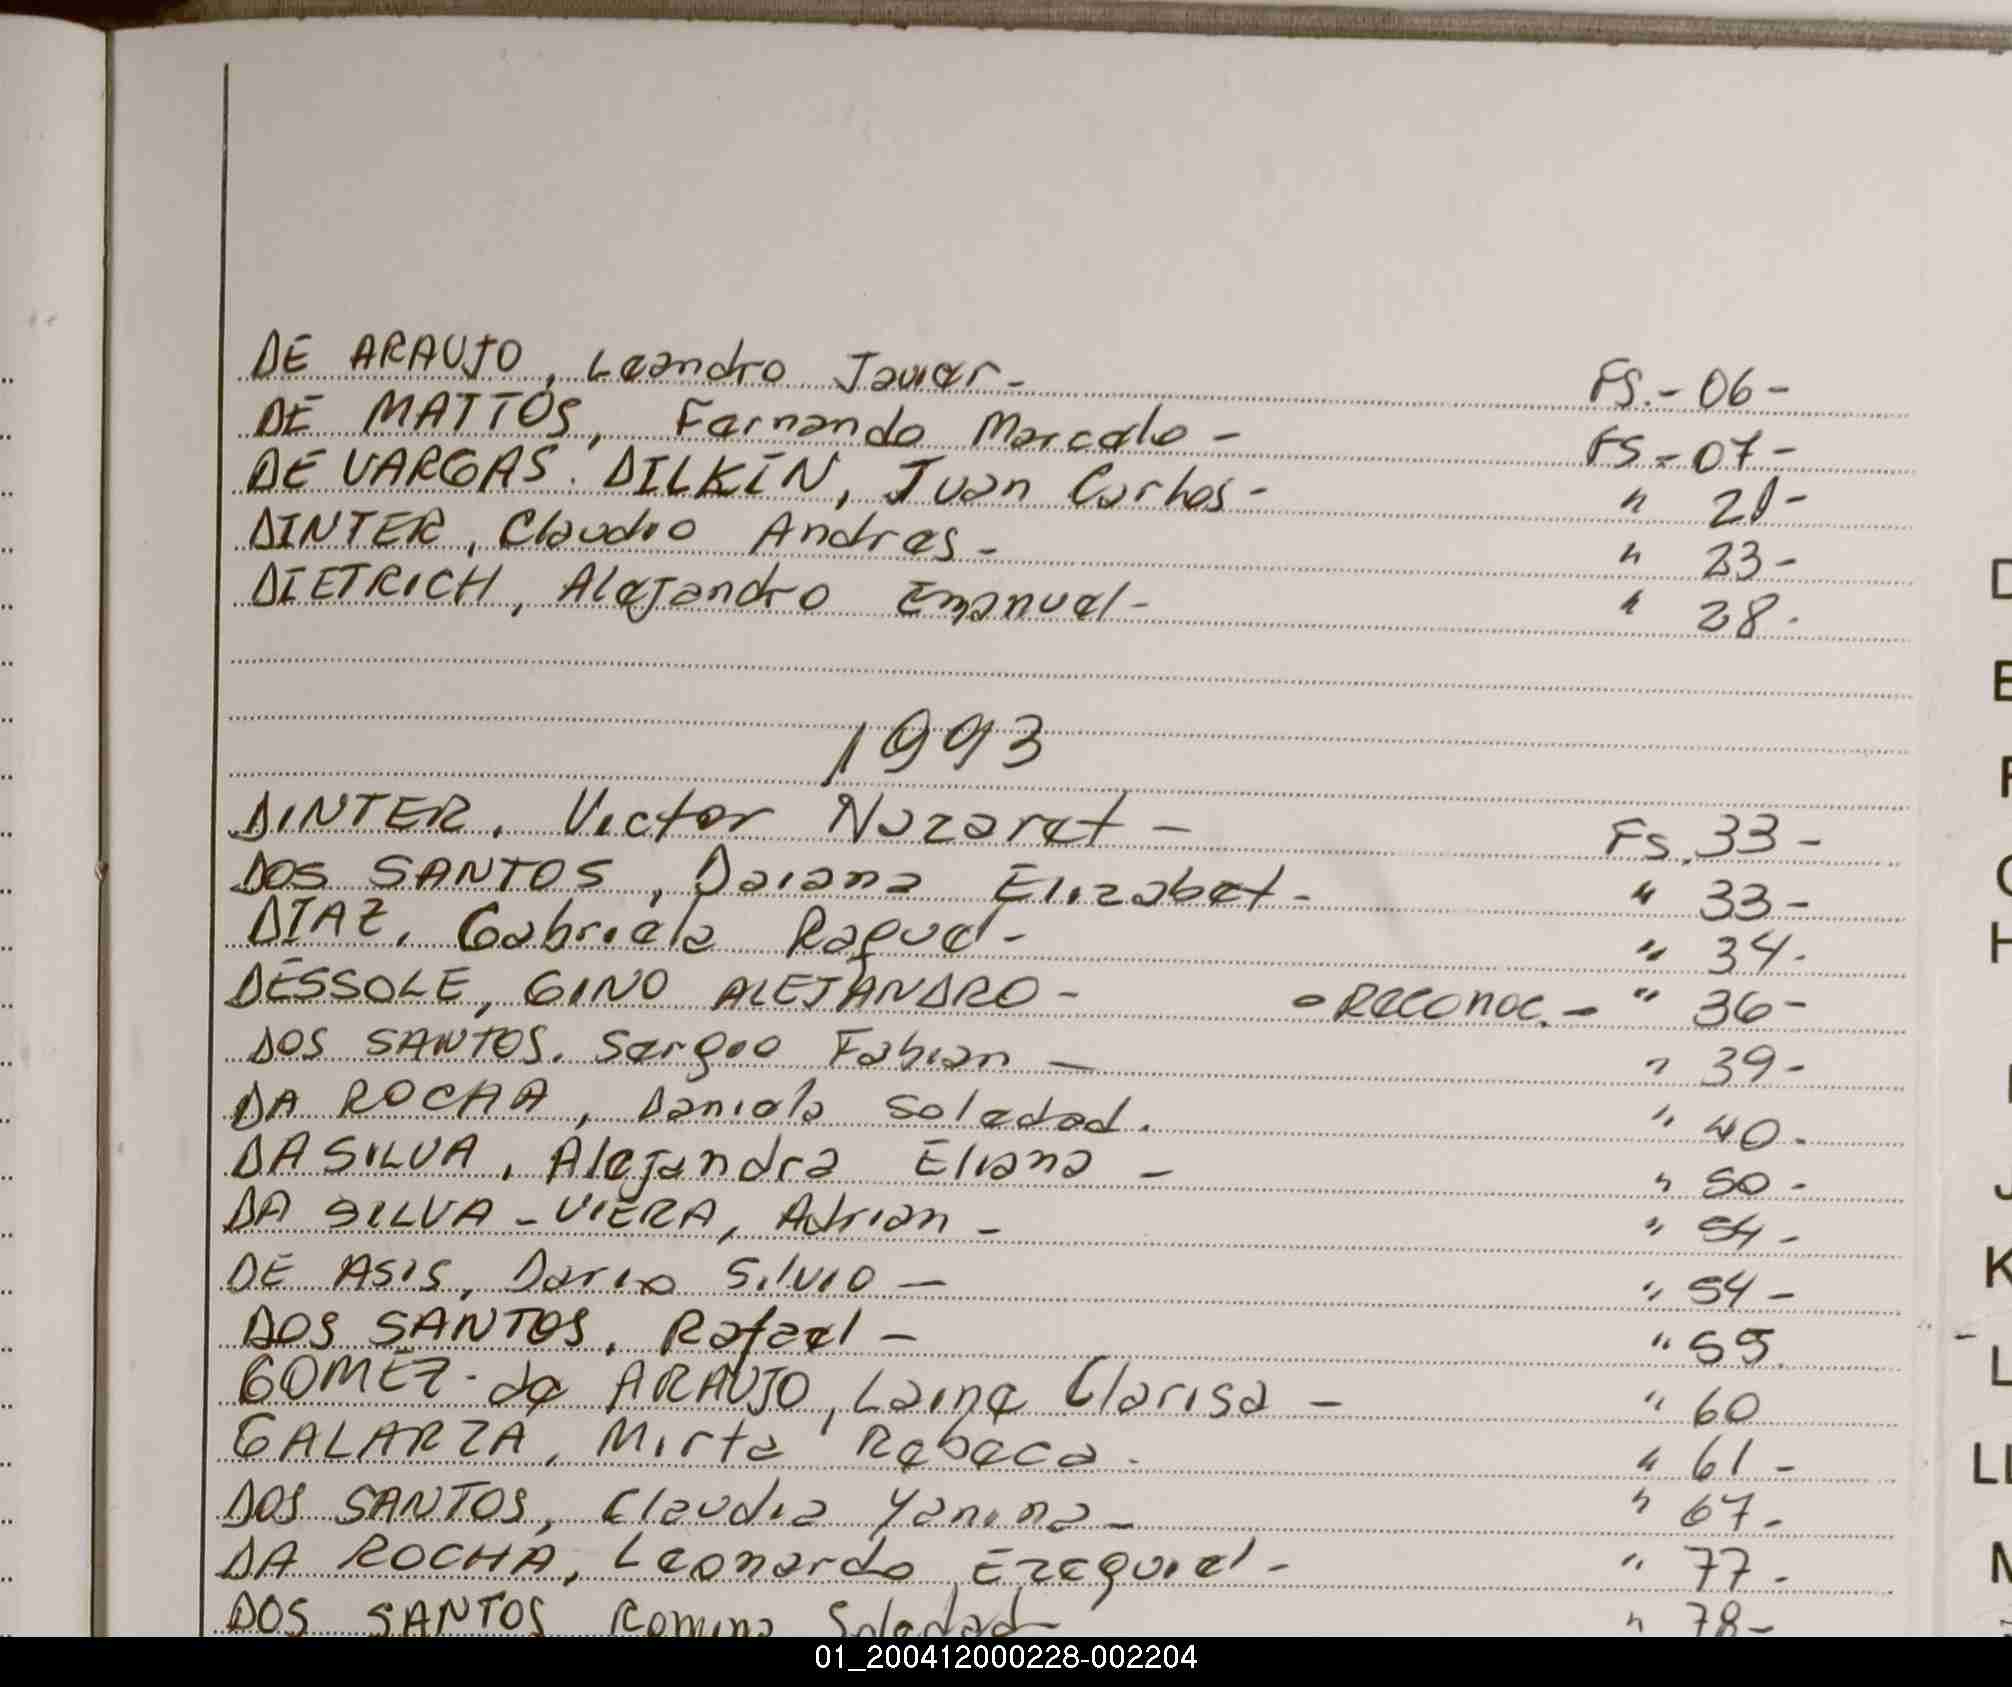 DE ARAUJO, Leandro Javier- FS.- 06-
DE MATTOS, Fernando Marcelo - FS - 07-
DE VARGAS. DILKÍN, Juan Carlos- " 21-
DINTER, Claudio Andres- " 23-
DIETRICH, Alejandro Emanuel- " 28.
1993
DINTER, Victor Nazaret - Fs. 33-
DOS SANTOS, Daiana Elizabet- " 33-
DIAZ, Gabriela Raquel- " 34-
DESSOLE, GINO ALEJANDRO- - Reconoc.- " 36-
DOS SANTOS. Sergio Fabian - " 39-
DA ROCHA, Daniela Soledad. " 40-
DA SILVA, Alejandra Eliana - " 50-
DA SILVA - VIERA, Adrian - " 54-
DE ASIS, Dario Silvio - " 54-
DOS SANTOS, Rafael - " 55
GOMEZ- de ARAUJO, Laine Clarisa - " 60
GALARZA, Mirta Rebeca. " 61-
DOS SANTOS, Claudia Yanina- " 67-
DA ROCHA, Leonardo Ezequiel- " 77-
DOS SANTOS Romina Soledad- " 78-
D
E
F
G
H
J
K
L
LL
M
01_200412000228-002204